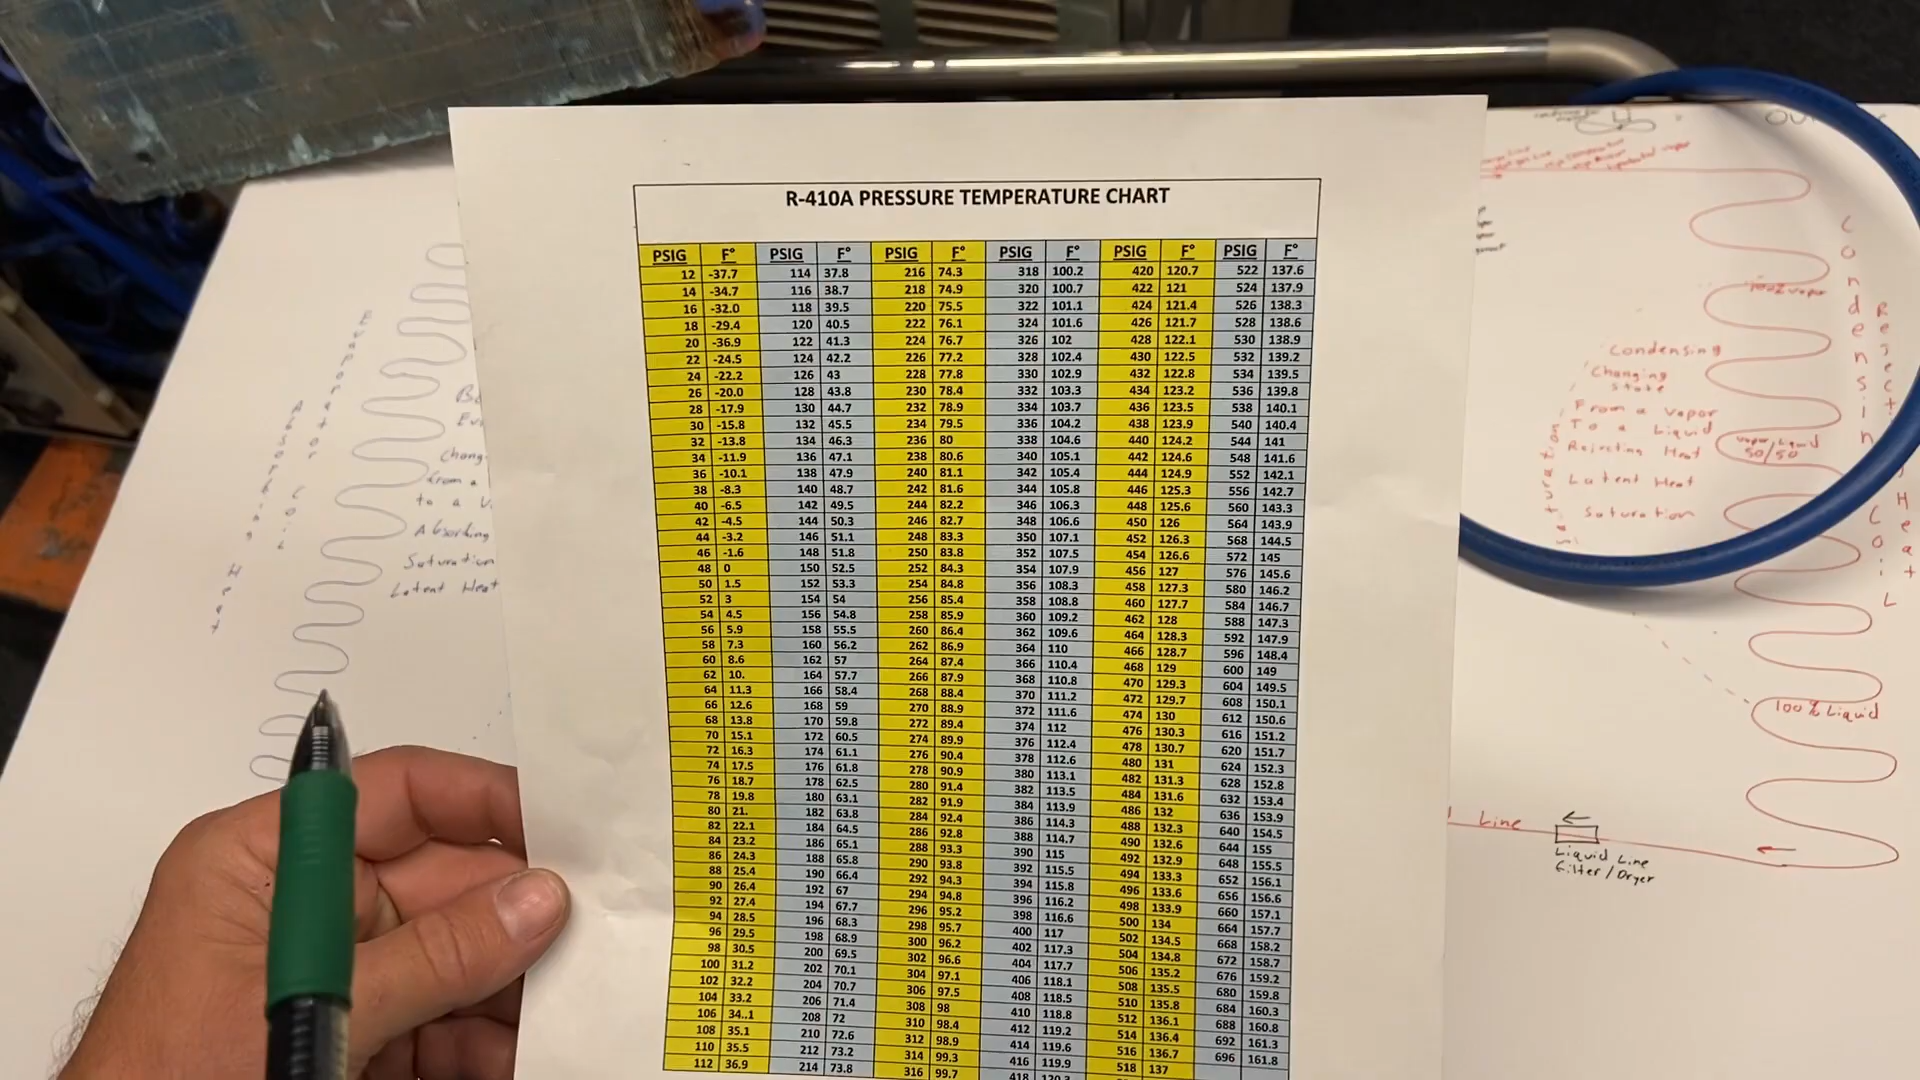 R-410A PRESSURE TEMPERATURE CHART
PSIG F° PSIG F° PSIG F° PSIG F° PSIG F° PSIG F°
12 -37.7 114 37.8 216 74.3 318 100.2 420 120.7 522 137.6
14 -34.7 116 38.7 218 74.9 320 100.7 422 121 524 137.9
16 -32.0 118 39.5 220 75.5 322 101.1 424 121.4 526 138.3
18 -29.4 120 40.5 222 76.1 324 101.6 426 121.7 528 138.6
20 -36.9 122 41.3 224 76.7 326 102 428 122.1 530 138.9
22 -24.5 124 42.2 226 77.2 328 102.4 430 122.5 532 139.2
24 -22.2 126 43 228 77.8 330 102.9 432 122.8 534 139.5
26 -20.0 128 43.8 230 78.4 332 103.3 434 123.2 536 139.8
28 -17.9 130 44.7 232 78.9 334 103.7 436 123.5 538 140.1
30 -15.8 132 45.5 234 79.5 336 104.2 438 123.9 540 140.4
32 -13.8 134 46.3 236 80 338 104.6 440 124.2 544 141
34 -11.9 136 47.1 238 80.6 340 105.1 442 124.6 548 141.6
36 -10.1 138 47.9 240 81.1 342 105.4 444 124.9 552 142.1
38 -8.3 140 48.7 242 81.6 344 105.8 446 125.3 556 142.7
40 -6.5 142 49.5 244 82.2 346 106.3 448 125.6 560 143.3
42 -4.5 144 50.3 246 82.7 348 106.6 450 126 564 143.9
44 -3.2 146 51.1 248 83.3 350 107.1 452 126.3 568 144.5
46 -1.6 148 51.8 250 83.8 352 107.5 454 126.6 572 145
48 0 150 52.5 252 84.3 354 107.9 456 127 576 145.6
50 1.5 152 53.3 254 84.8 356 108.3 458 127.3 580 146.2
52 3 154 54 256 85.4 358 108.8 460 127.7 584 146.7
54 4.5 156 54.8 258 85.9 360 109.2 462 128 588 147.3
56 5.9 158 55.5 260 86.4 362 109.6 464 128.3 592 147.9
58 7.3 160 56.2 262 86.9 364 110 466 128.7 596 148.4
60 8.6 162 57 264 87.4 366 110.4 468 129 600 149
62 10. 164 57.7 266 87.9 368 110.8 470 129.3 604 149.5
64 11.3 166 58.4 268 88.4 370 111.2 472 129.7 608 150.1
66 12.6 168 59 270 88.9 372 111.6 474 130 612 150.6
68 13.8 170 59.8 272 89.4 374 112 476 130.3 616 151.2
70 15.1 172 60.5 274 89.9 376 112.4 478 130.7 620 151.7
72 16.3 174 61.1 276 90.4 378 112.6 480 131 624 152.3
74 17.5 176 61.8 278 90.9 380 113.1 482 131.3 628 152.8
76 18.7 178 62.5 280 91.4 382 113.5 484 131.6 632 153.4
78 19.8 180 63.1 282 91.9 384 113.9 486 132 636 153.9
80 21. 182 63.8 284 92.4 386 114.3 488 132.3 640 154.5
82 22.1 184 64.5 286 92.8 388 114.7 490 132.6 644 155
84 23.2 186 65.1 288 93.3 390 115 492 132.9 648 155.5
86 24.3 188 65.8 290 93.8 392 115.5 494 133.3 652 156.1
88 25.4 190 66.4 292 94.3 394 115.8 496 133.6 656 156.6
90 26.4 192 67 294 94.8 396 116.2 498 133.9 660 157.1
92 27.4 194 67.7 296 95.2 398 116.6 500 134 664 157.7
94 28.5 196 68.3 298 95.7 400 117 502 134.5 668 158.2
96 29.5 198 68.9 300 96.2 402 117.3 504 134.8 672 158.7
98 30.5 200 69.5 302 96.6 404 117.7 506 135.2 676 159.2
100 31.2 202 70.1 304 97.1 406 118.1 508 135.5 680 159.8
102 32.2 204 70.7 306 97.5 408 118.5 510 135.8 684 160.3
104 33.2 206 71.4 308 98 410 118.8 512 136.1 688 160.8
106 34..1 208 72 310 98.4 412 119.2 514 136.4 692 161.3
108 35.1 210 72.6 312 98.9 414 119.6 516 136.7 696 161.8
110 35.5 212 73.2 314 99.3 416 119.9 518 137
112 36.9 214 73.8 316 99.7 418 120.3
Evaporator Coil
Absorbing Heat
Chang
from a
to a V
Absorbing
Saturation
Latent Heat
Condensing Coil
Rejects Heat
100% vapor
Condensing
Changing
State
From a Vapor
To a Liquid
Rejecting Heat
Latent Heat
Saturation
Saturation
Vapor/Liquid
50/50
100% Liquid
Line
Liquid Line
Filter/Dryer